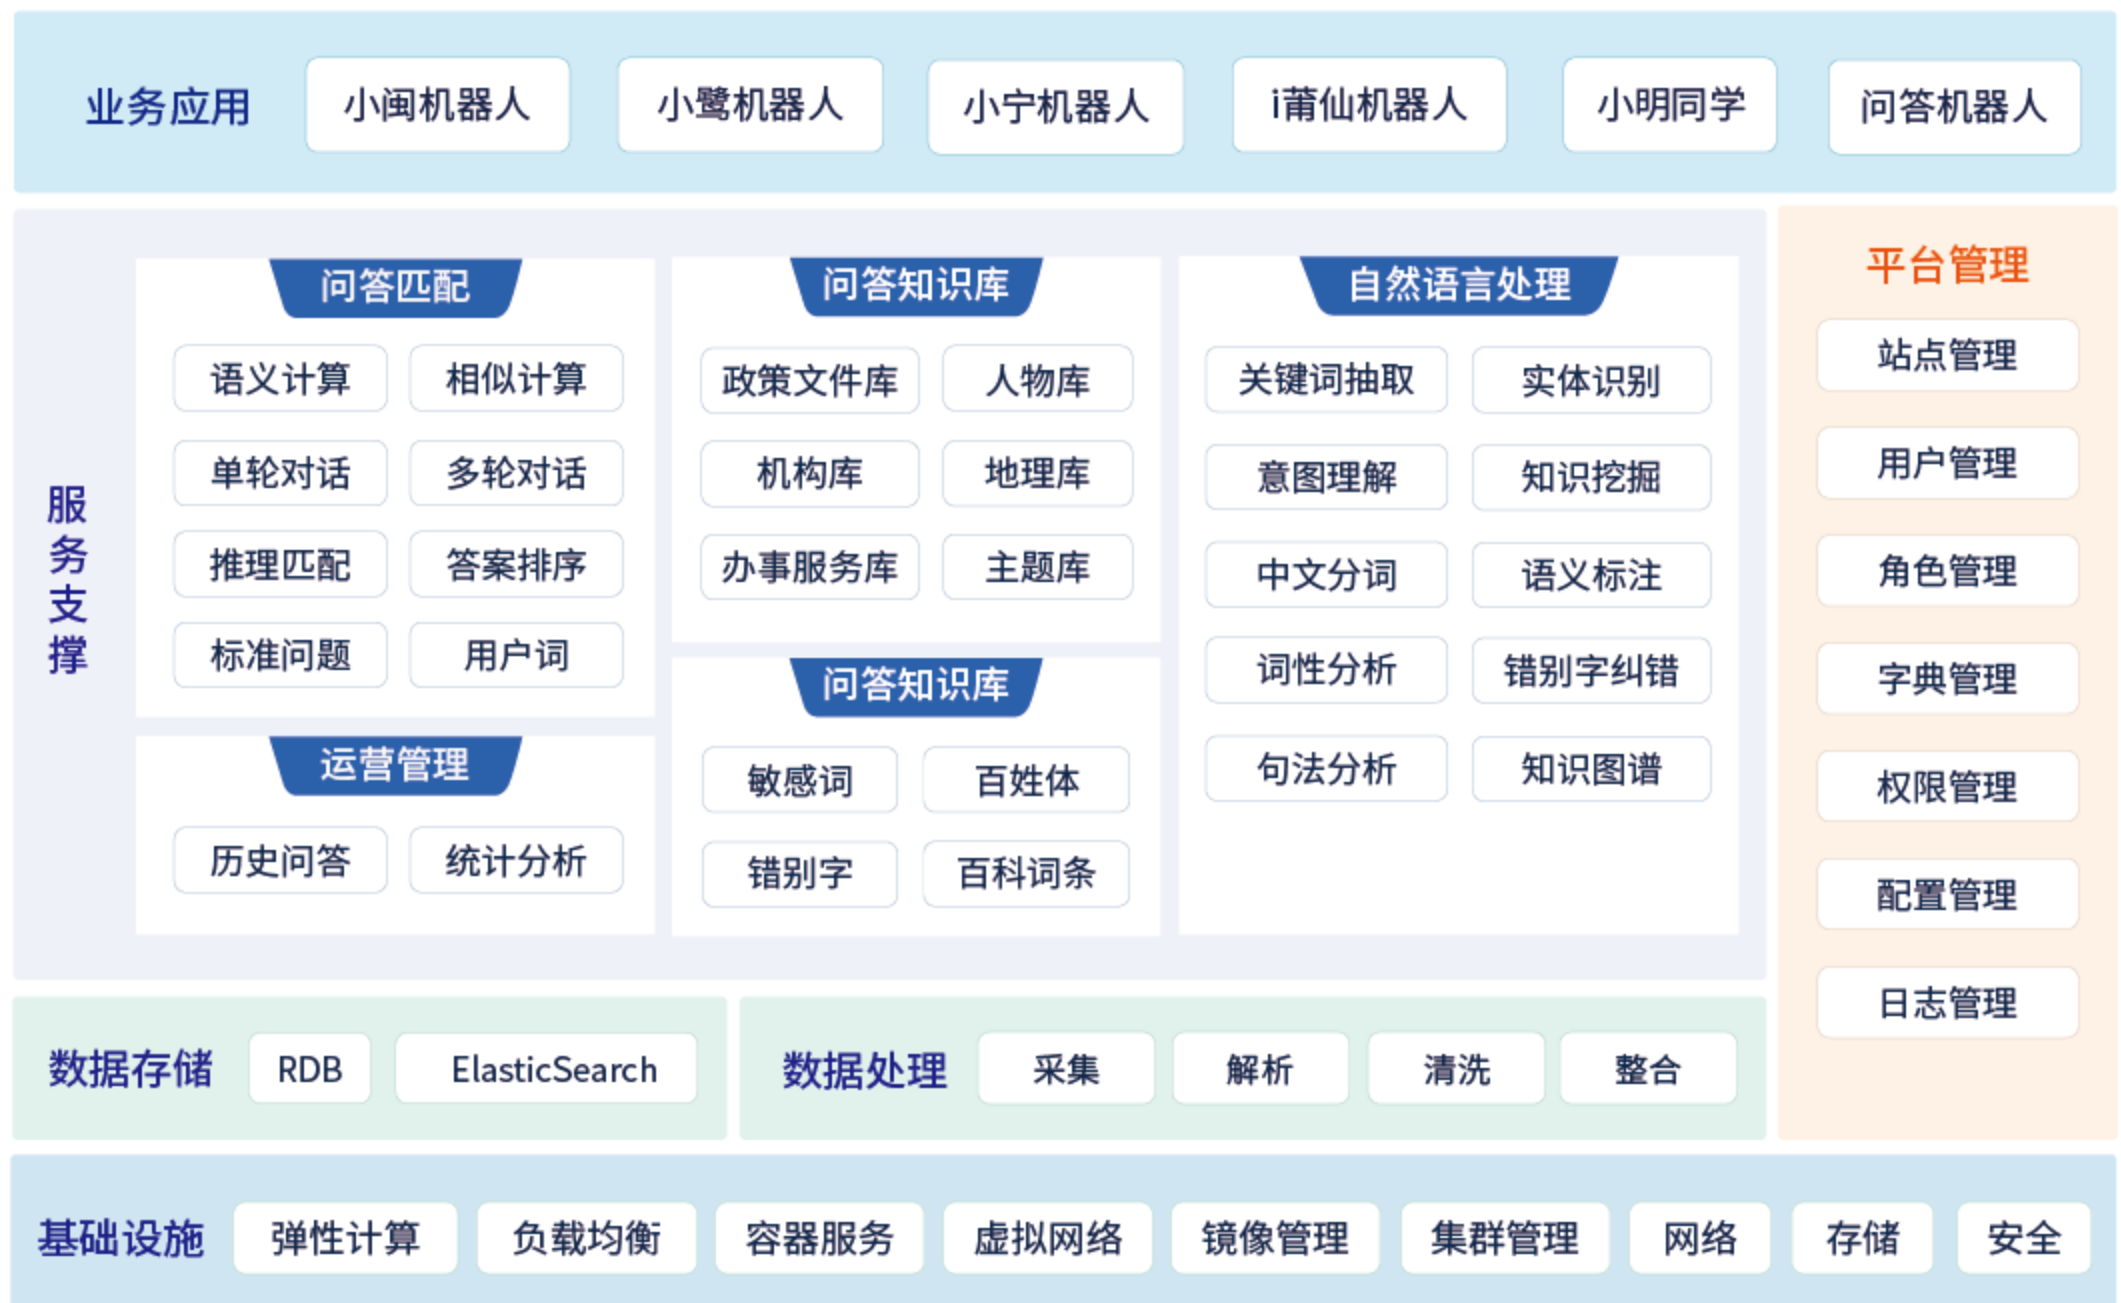 业务应用 小闽机器人 小鹭机器人 小宁机器人 i莆仙机器人 小明同学 问答机器人
服务支撑
问答匹配
语义计算 相似计算
单轮对话 多轮对话
推理匹配 答案排序
标准问题 用户词
运营管理
历史问答 统计分析
问答知识库
政策文件库 人物库
机构库 地理库
办事服务库 主题库
问答知识库
敏感词 百姓体
错别字 百科词条
自然语言处理
关键词抽取 实体识别
意图理解 知识挖掘
中文分词 语义标注
词性分析 错别字纠错
句法分析 知识图谱
平台管理
站点管理
用户管理
角色管理
字典管理
权限管理
配置管理
日志管理
数据存储 RDB ElasticSearch
数据处理 采集 解析 清洗 整合
基础设施 弹性计算 负载均衡 容器服务 虚拟网络 镜像管理 集群管理 网络 存储 安全